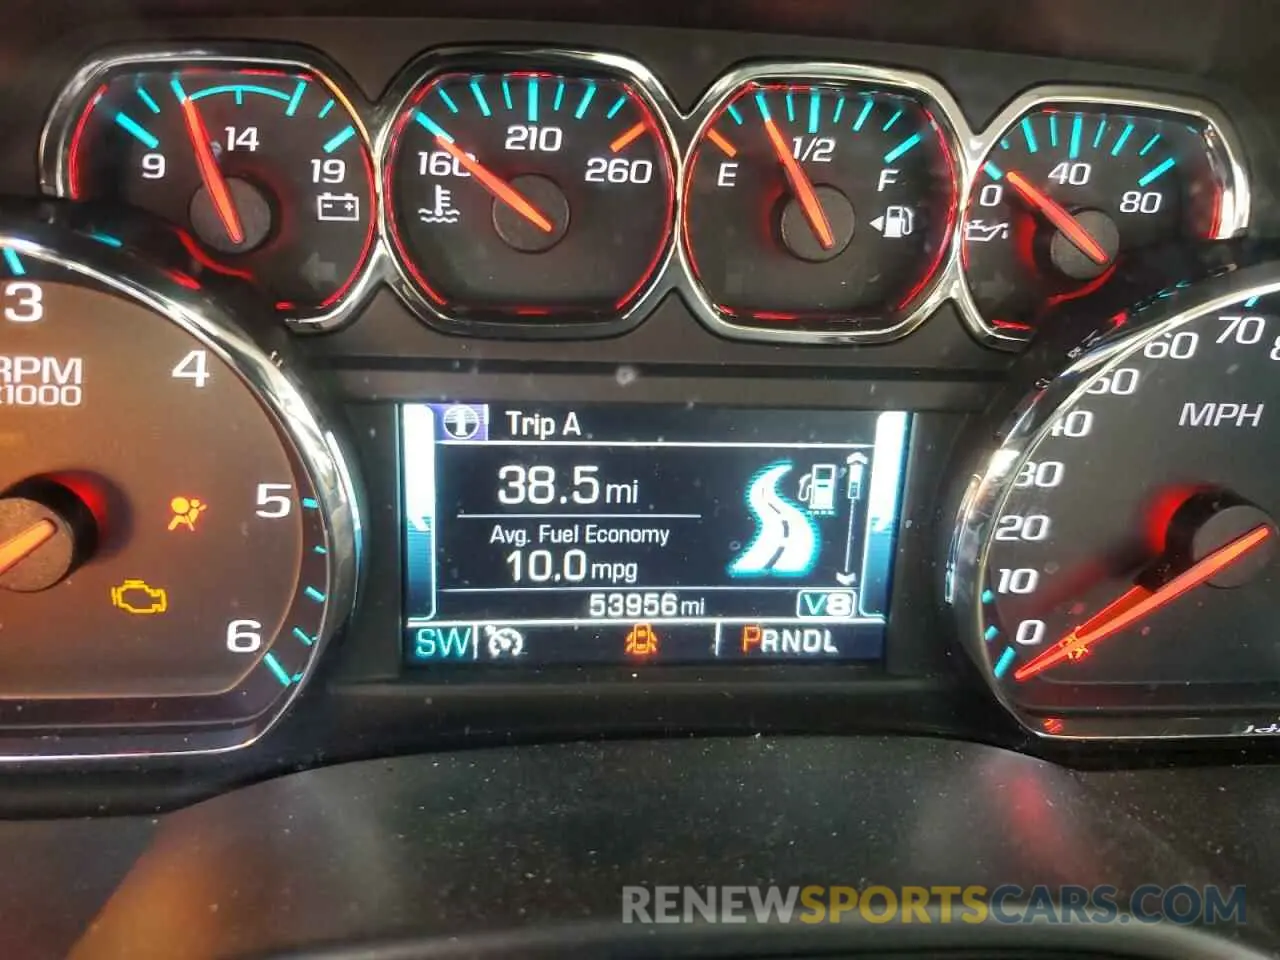 9 14 19
160 210 260
E 1/2 F
0 40 80
3 4 5 6
RPM
x1000
Trip A
38.5 mi
Avg. Fuel Economy
10.0 mpg
53956 mi V8
SW PRNDL
0 10 20 30 40 50 60 70
MPH
RENEWSPORTSCARS.COM